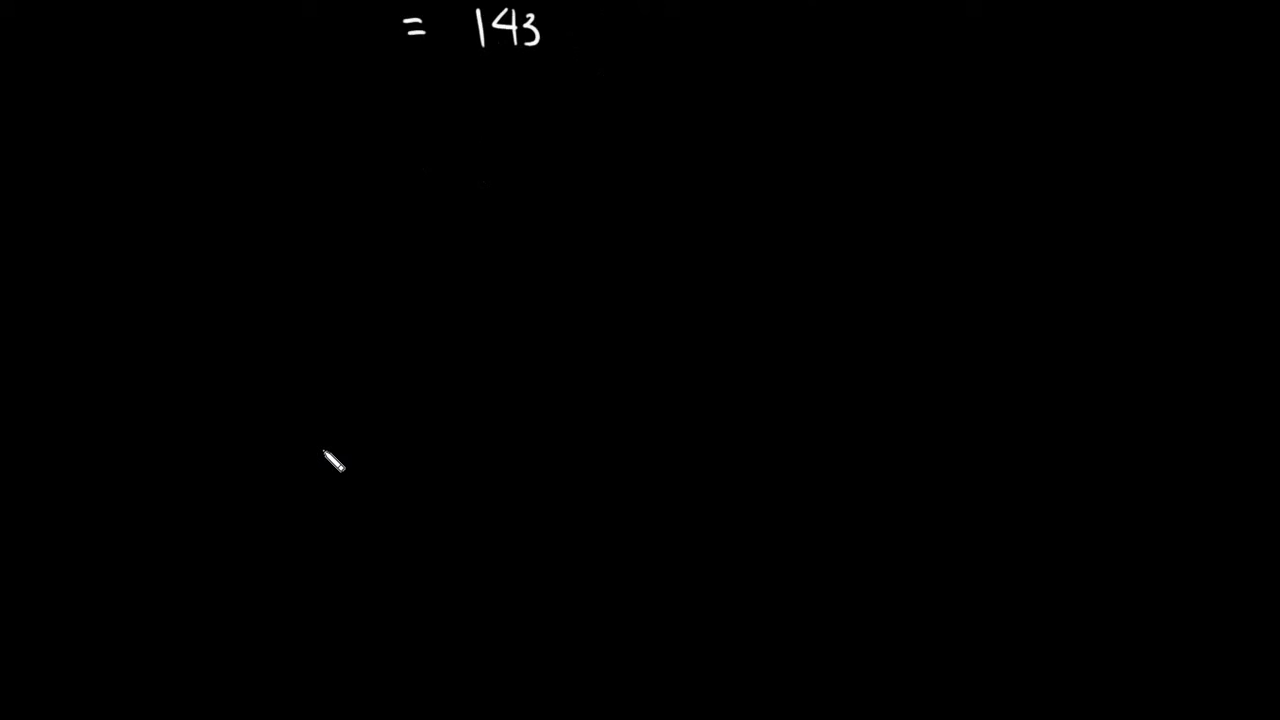 = 143